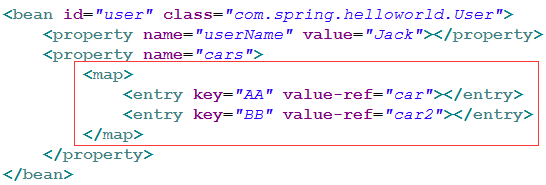 <bean id="user" class="com.spring.helloworld.User">
    <property name="userName" value="Jack"></property>
    <property name="cars">
        <map>
            <entry key="AA" value-ref="car"></entry>
            <entry key="BB" value-ref="car2"></entry>
        </map>
    </property>
</bean>